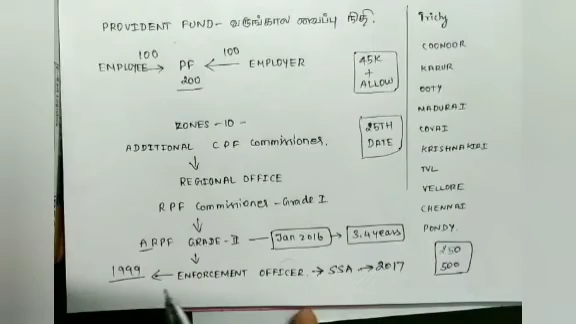 PROVIDENT FUND - வருங்கால வைப்பு நிதி.
100 100
EMPLOYEE → PF ← EMPLOYER
200
45K
+
ALLOW
ZONES - 10 -
ADDITIONAL CPF Commissioner.
25TH
DATE
↓
REGIONAL OFFICE
RPF Commissioner - Grade I
↓
ARPF GRADE - II — Jan 2016 → 3.4 years
↓
1999 ← ENFORCEMENT OFFICER → SSA → 2017
Trichy
COONOOR
KARUR
OOTY
MADURAI
COVAI
KRISHNAKIRI
TVL
VELLORE
CHENNAI
PONDY.
250
500